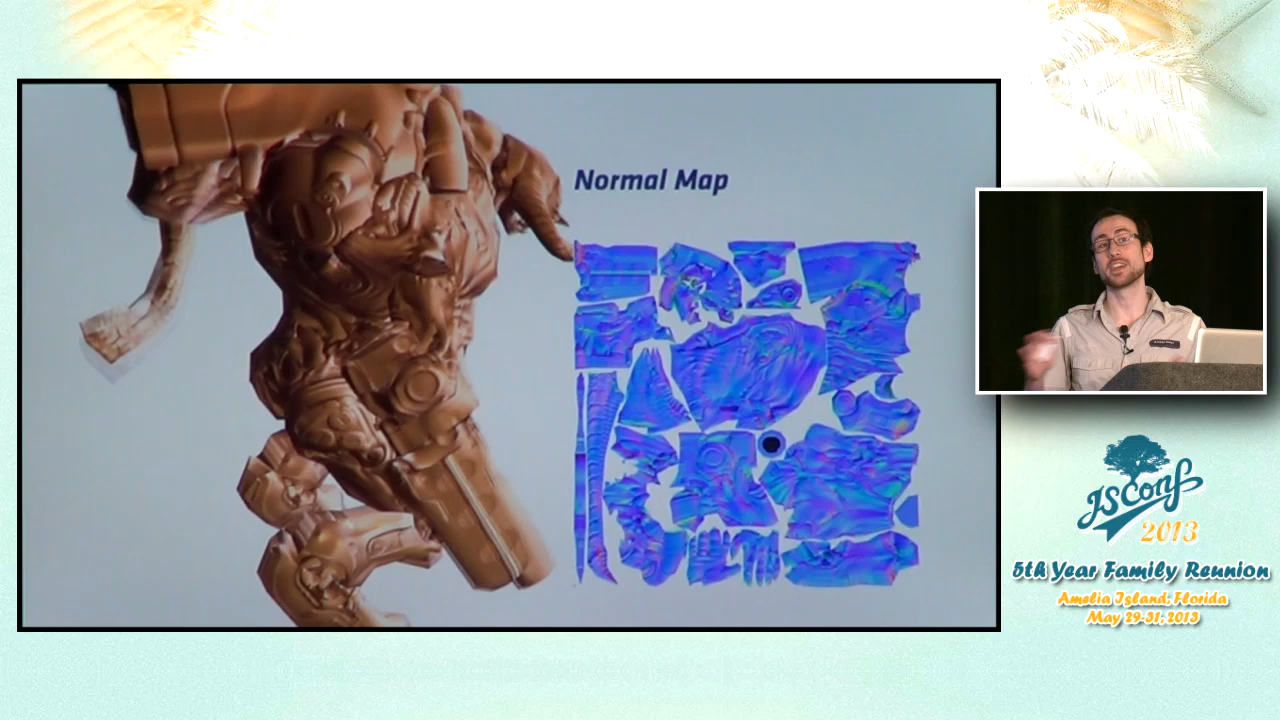 Normal Map
JSConf
2013
5th Year Family Reunion
Amelia Island, Florida
May 29-31, 2013